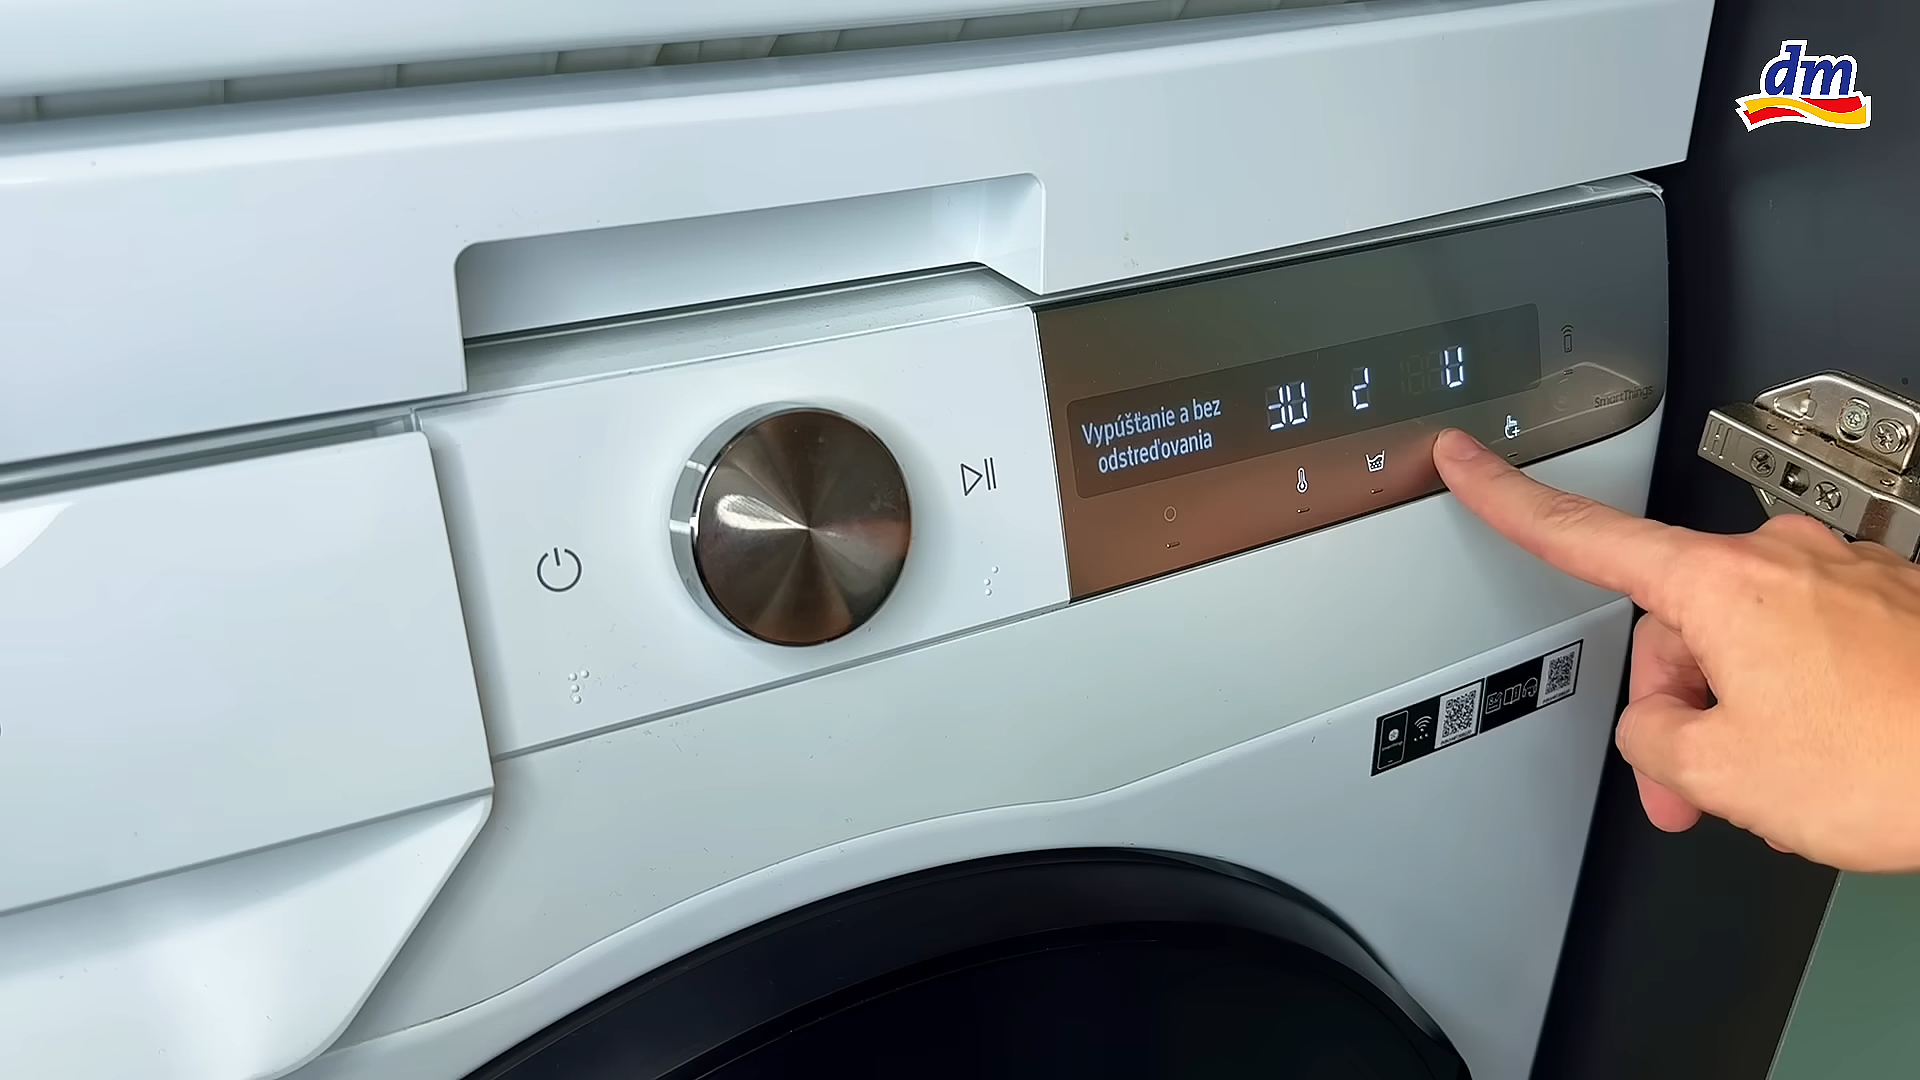 dm
Vypúšťanie a bez
odstreďovania
SmartThings